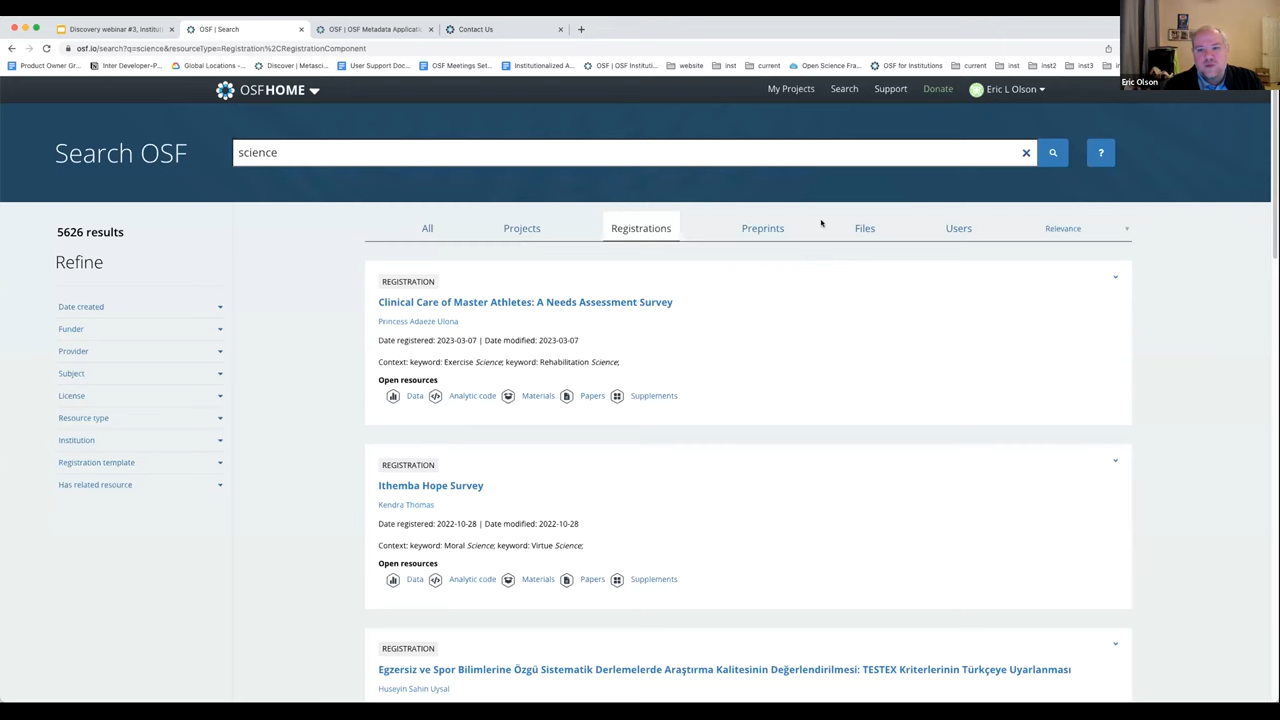 Discovery webinar #3, Institut
OSF | Search
OSF | OSF Metadata Applicati
Contact Us
osf.io/search?q=science&resourceType=Registration%2CRegistrationComponent
Product Owner Gr...
Inter Developer-P...
Global Locations -...
Discover | Metasci...
User Support Doc...
OSF Meetings Set...
Institutionalized A...
OSF | OSF Instituti...
website
inst
current
Open Science Fra...
OSF for Institutions
current
inst
inst2
inst3
Eric Olson
OSFHOME
My Projects
Search
Support
Donate
Eric L Olson
Search OSF
science
?
5626 results
Refine
Date created
Funder
Provider
Subject
License
Resource type
Institution
Registration template
Has related resource
All
Projects
Registrations
Preprints
Files
Users
Relevance
REGISTRATION
Clinical Care of Master Athletes: A Needs Assessment Survey
Princess Adaeze Ulona
Date registered: 2023-03-07 | Date modified: 2023-03-07
Context: keyword: Exercise Science; keyword: Rehabilitation Science;
Open resources
Data Analytic code Materials Papers Supplements
REGISTRATION
Ithemba Hope Survey
Kendra Thomas
Date registered: 2022-10-28 | Date modified: 2022-10-28
Context: keyword: Moral Science; keyword: Virtue Science;
Open resources
Data Analytic code Materials Papers Supplements
REGISTRATION
Egzersiz ve Spor Bilimlerine Özgü Sistematik Derlemelerde Araştırma Kalitesinin Değerlendirilmesi: TESTEX Kriterlerinin Türkçeye Uyarlanması
Huseyin Sahin Uysal